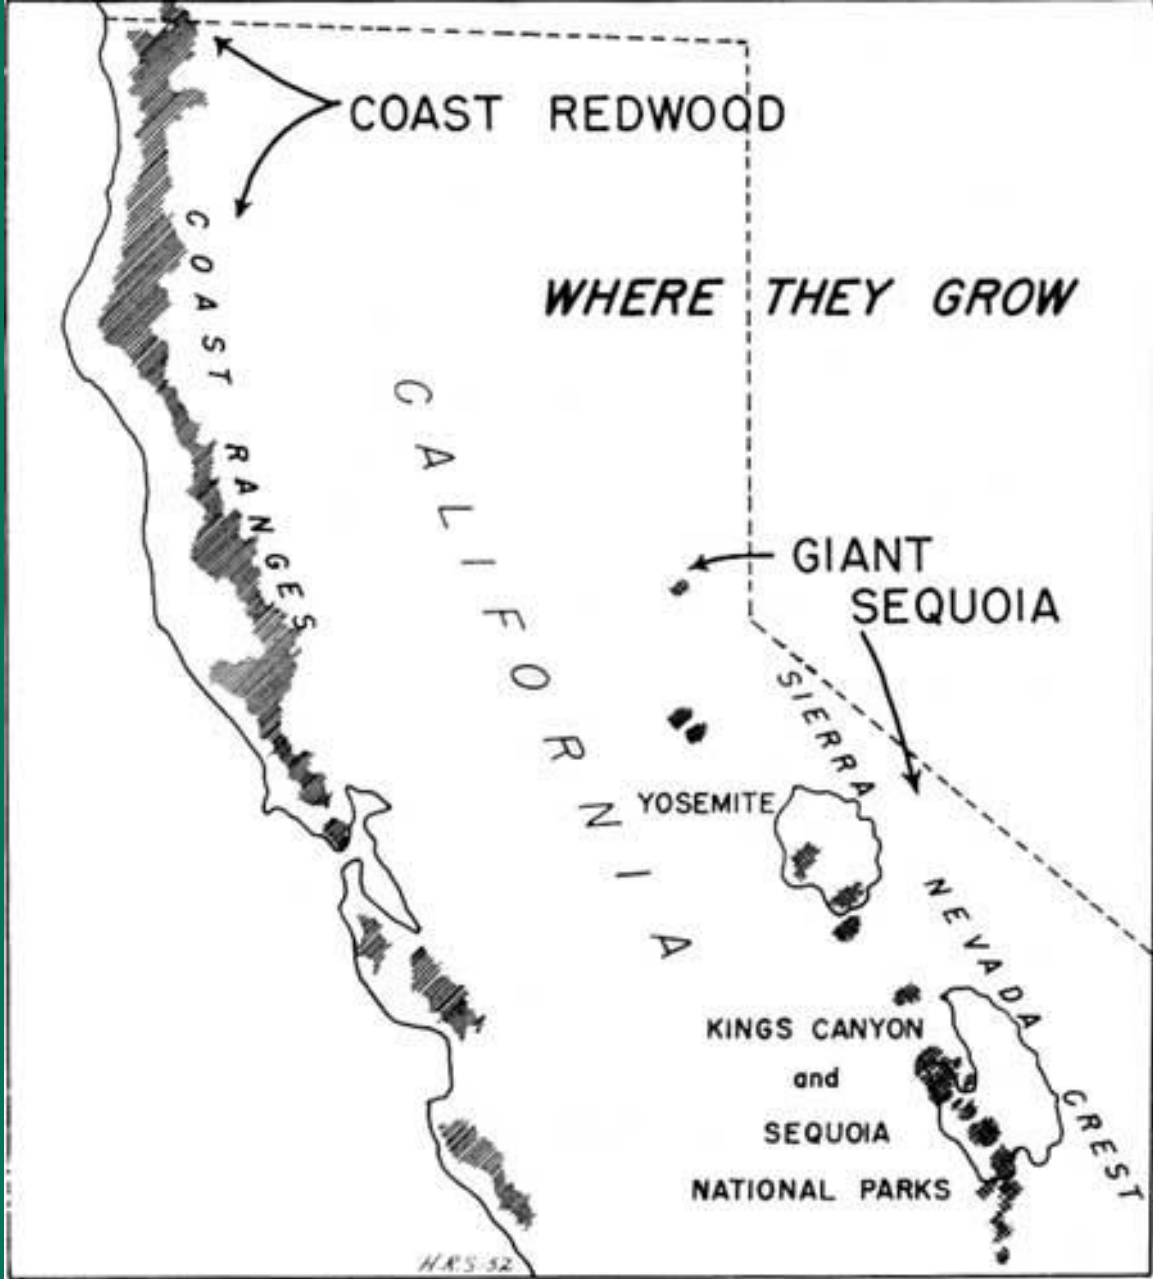 COAST REDWOOD
COAST RANGES
WHERE THEY GROW
CALIFORNIA
GIANT
SEQUOIA
SIERRA NEVADA CREST
YOSEMITE
KINGS CANYON
and
SEQUOIA
NATIONAL PARKS
H.R.S-52